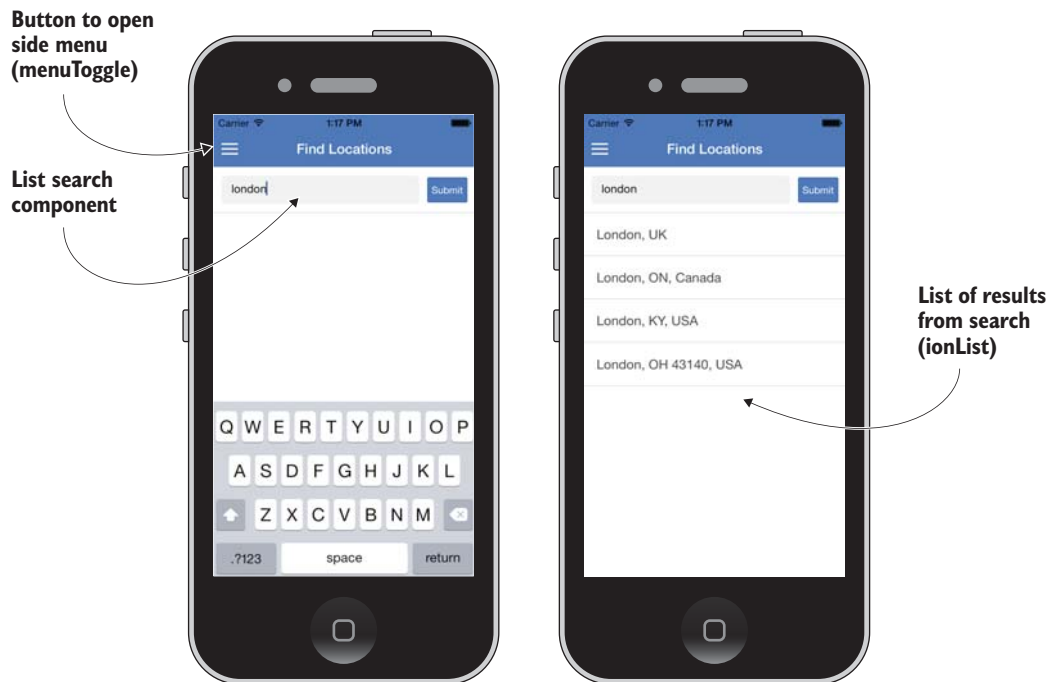 Button to open
side menu
(menuToggle)
List search
component
Carrier 1:17 PM
Find Locations
london
Submit
Q W E R T Y U I O P
A S D F G H J K L
Z X C V B N M
.?123 space return
Carrier 1:17 PM
Find Locations
london
Submit
London, UK
London, ON, Canada
London, KY, USA
London, OH 43140, USA
List of results
from search
(ionList)